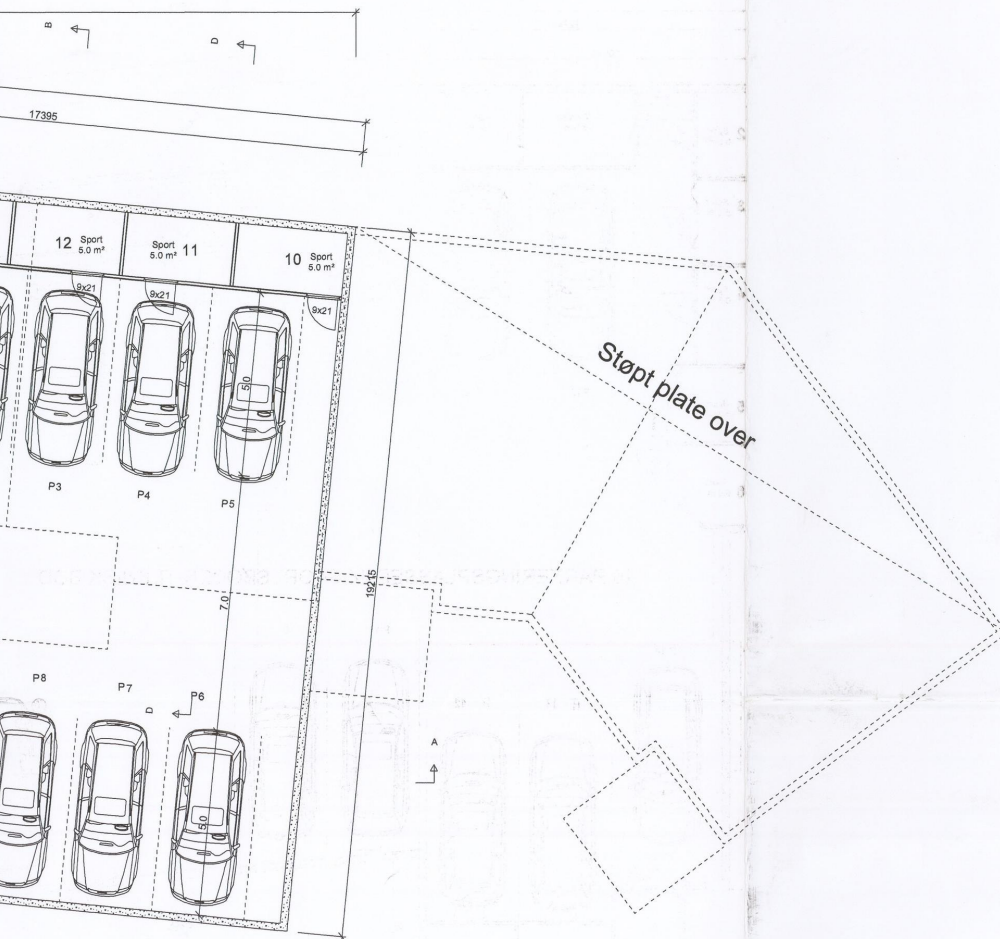 B
D
17395
12 Sport
5.0 m²
Sport 11
5.0 m²
10 Sport
5.0 m²
9x21
9x21
9x21
5.0
Støpt plate over
P3
P4
P5
7.0
19215
P8
P7
P6
D
A
5.0